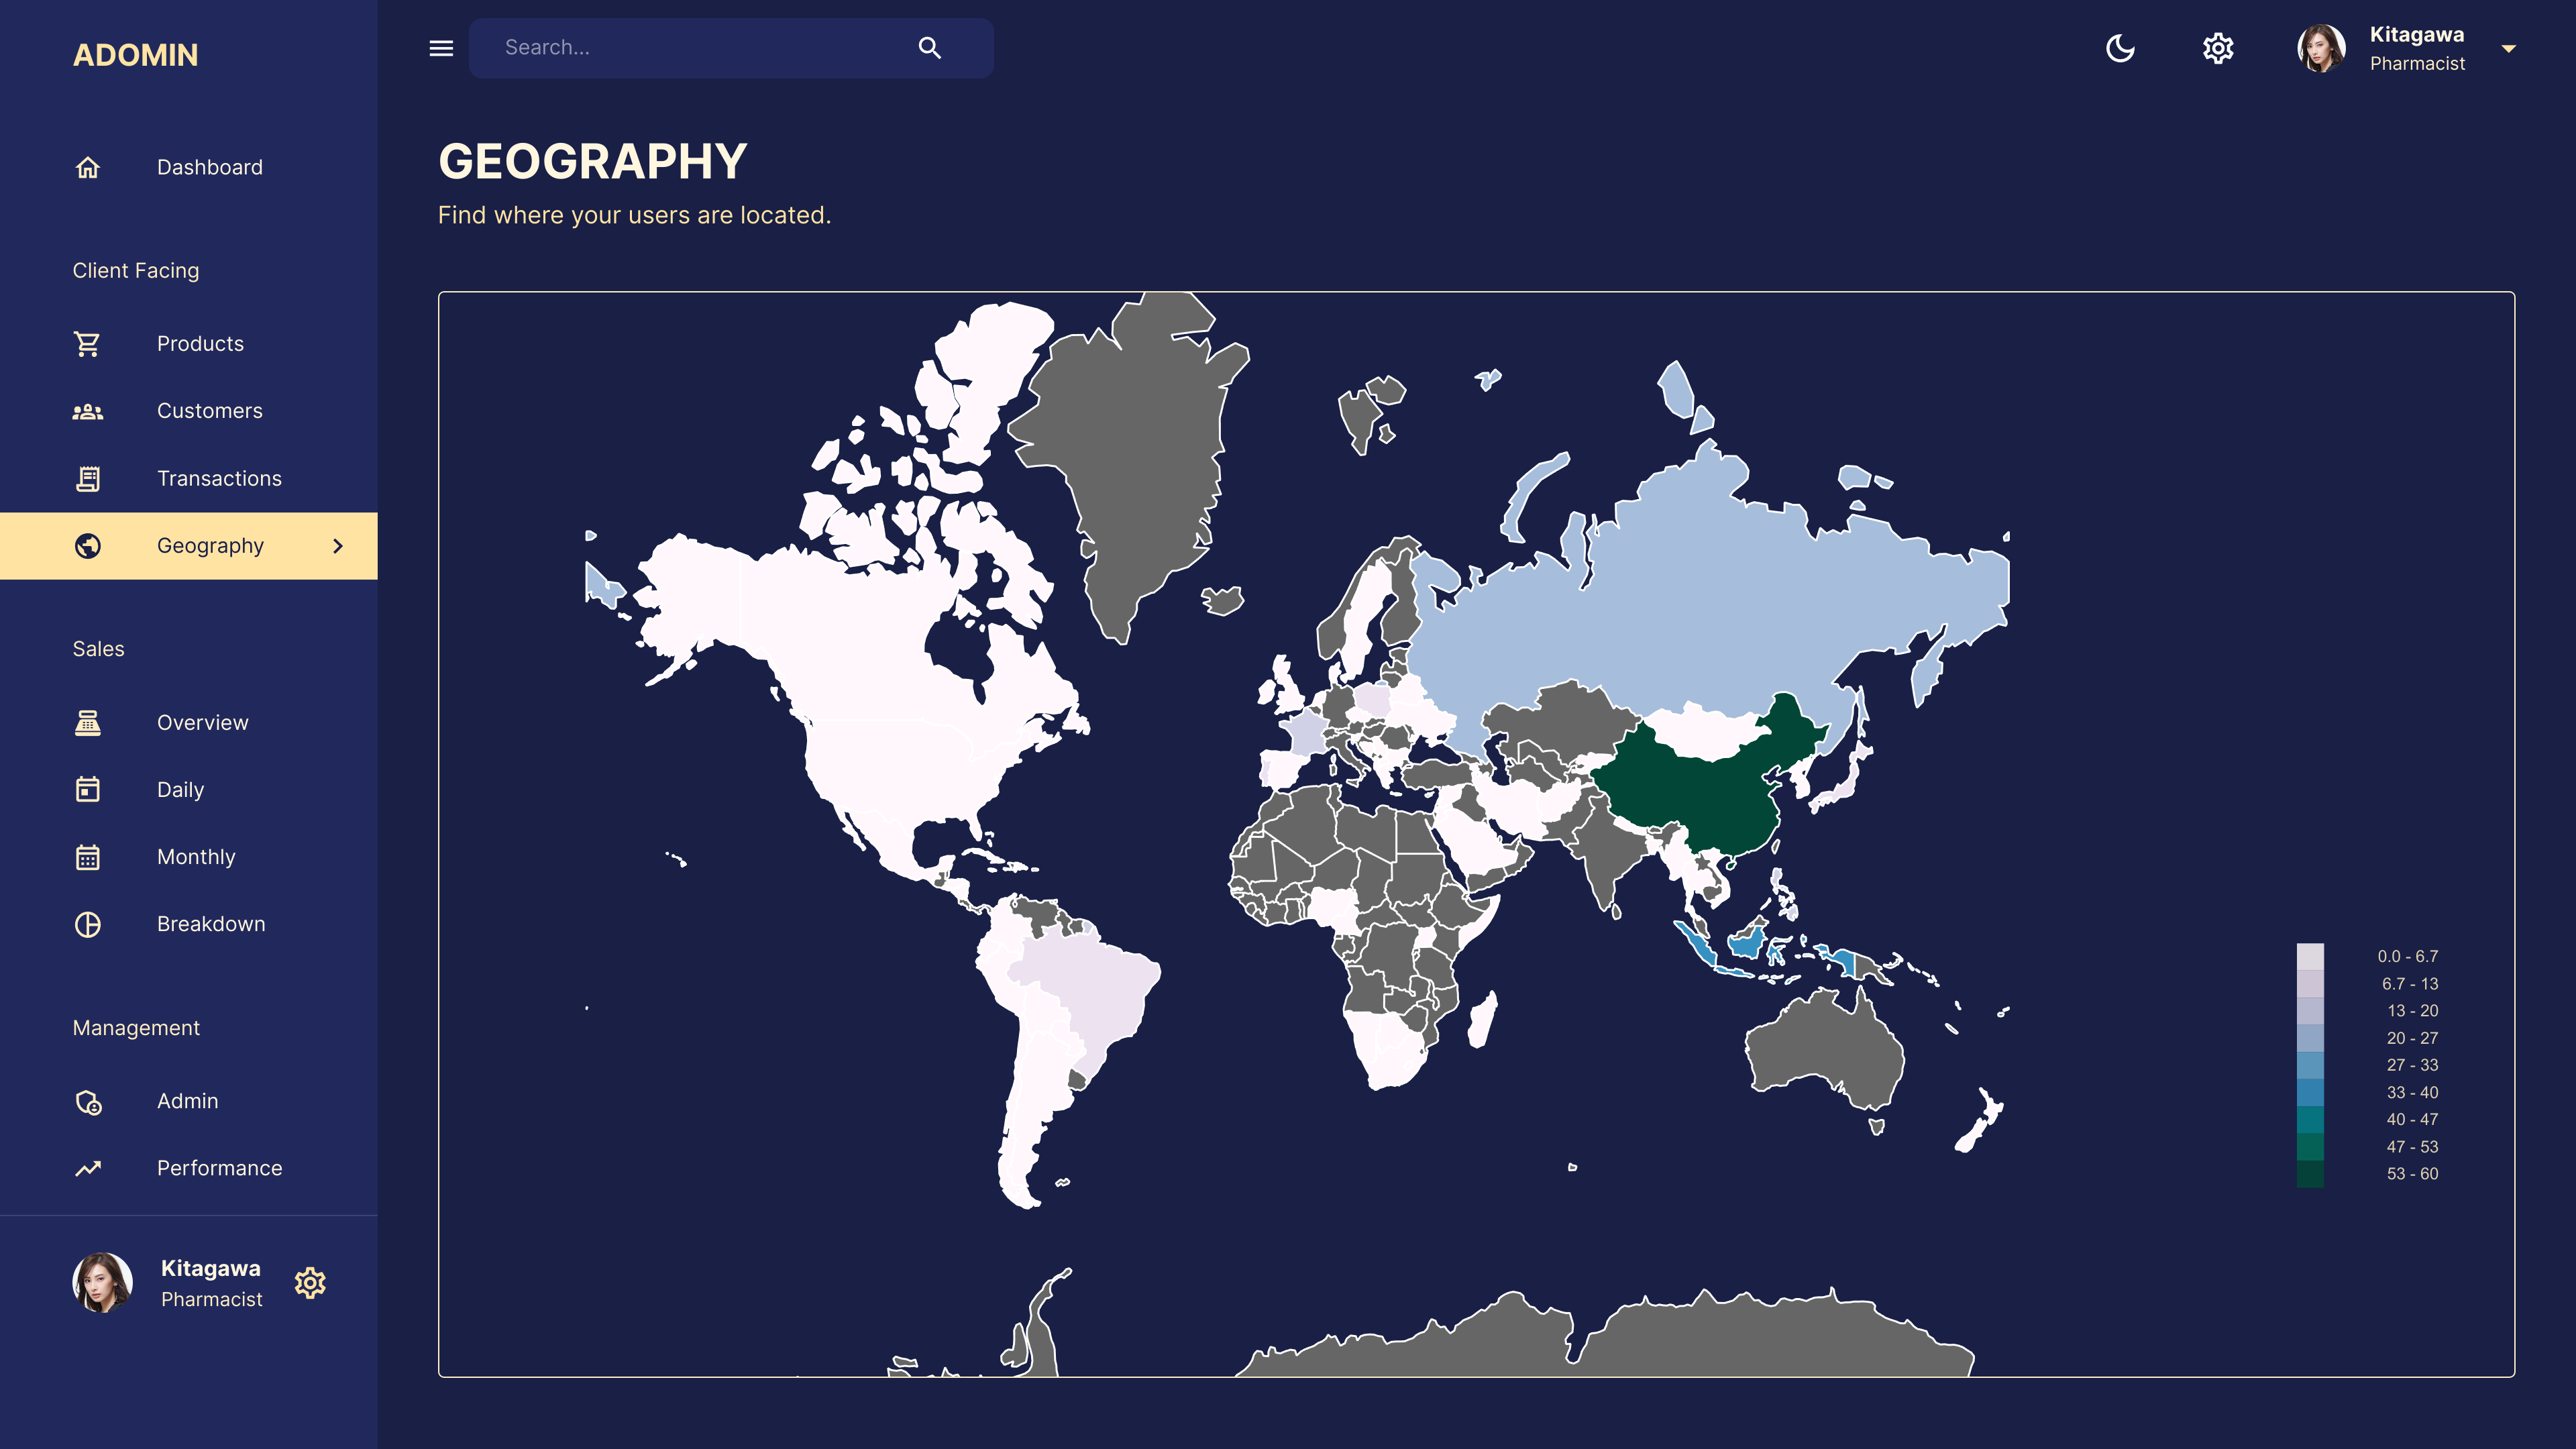 ADOMIN
Dashboard
Client Facing
Products
Customers
Transactions
Geography
Sales
Overview
Daily
Monthly
Breakdown
Management
Admin
Performance
Kitagawa
Pharmacist
Search...
Kitagawa
Pharmacist
GEOGRAPHY
Find where your users are located.
0.0 - 6.7
6.7 - 13
13 - 20
20 - 27
27 - 33
33 - 40
40 - 47
47 - 53
53 - 60